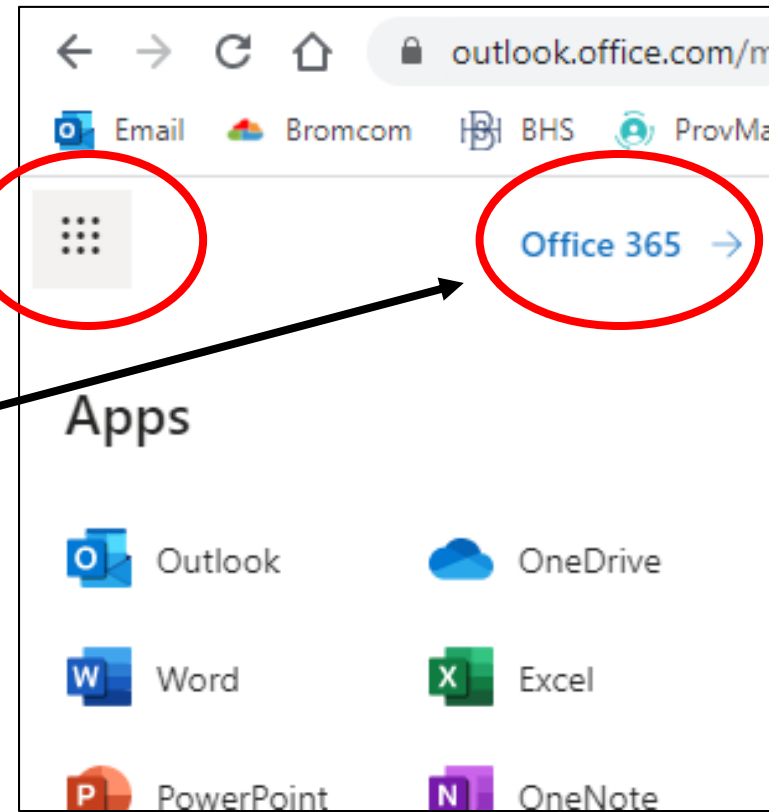 outlook.office.com/m
Email Bromcom BHS ProvMa
Office 365 →
Apps
Outlook OneDrive
Word Excel
PowerPoint OneNote